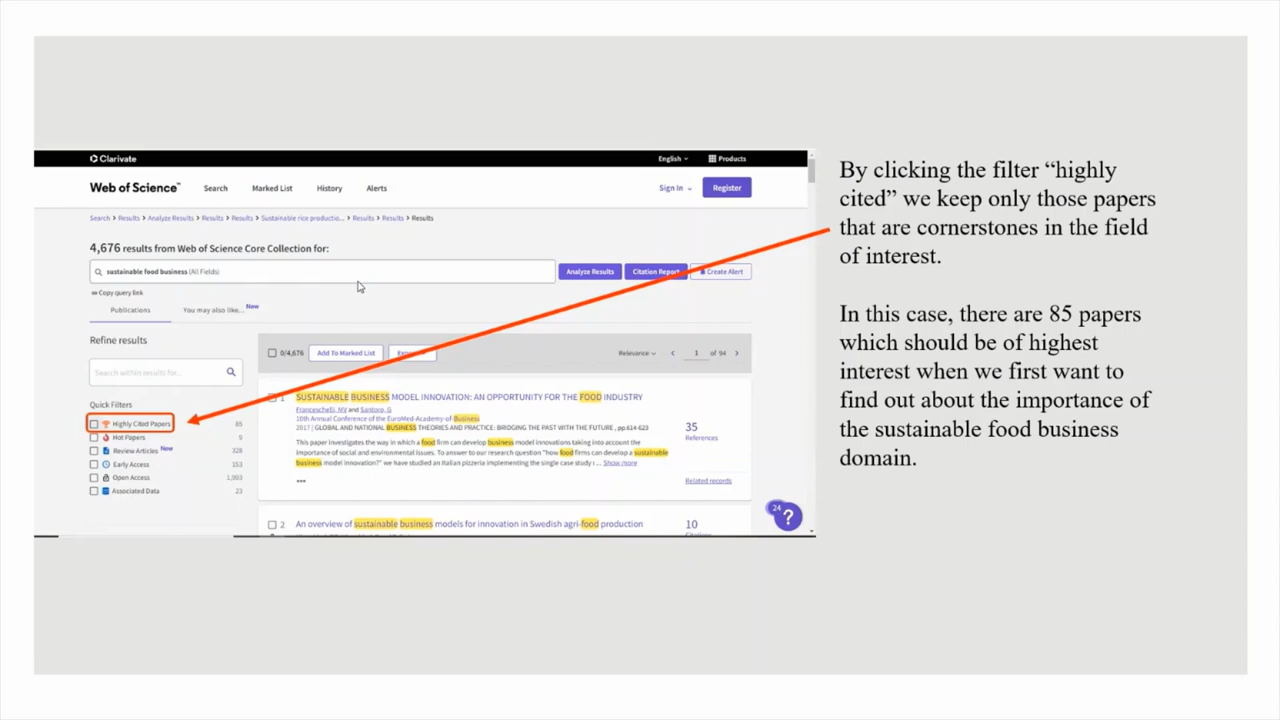 Clarivate
English
Products
Web of Science™
Search
Marked List
History
Alerts
Sign In
Register
Search > Results > Analyze Results > Results > Results > Sustainable rice productio... > Results > Results > Results
4,676 results from Web of Science Core Collection for:
sustainable food business (All Fields)
Analyze Results
Citation Report
Create Alert
Copy query link
Publications
You may also like...
New
Refine results
Search within results for...
Quick Filters
Highly Cited Papers 85
Hot Papers 9
Review Articles New 328
Early Access 153
Open Access
Associated Data 23
0/4,676
Add To Marked List
Relevance
1 of 94
1 SUSTAINABLE BUSINESS MODEL INNOVATION: AN OPPORTUNITY FOR THE FOOD INDUSTRY
Franceschelli, MV and Santoro, G
10th Annual Conference of the EuroMed-Academy-of-Business
2017 | GLOBAL AND NATIONAL BUSINESS THEORIES AND PRACTICE: BRIDGING THE PAST WITH THE FUTURE , pp.614-623
This paper investigates the way in which a food firm can develop business model innovations taking into account the
importance of social and environmental issues. To answer to our research question "how food firms can develop a sustainable
business model innovation?" we have studied an Italian pizzeria implementing the single case study i ... Show more
35
References
Related records
2 An overview of sustainable business models for innovation in Swedish agri-food production
10
24
?
By clicking the filter “highly
cited” we keep only those papers
that are cornerstones in the field
of interest.
In this case, there are 85 papers
which should be of highest
interest when we first want to
find out about the importance of
the sustainable food business
domain.